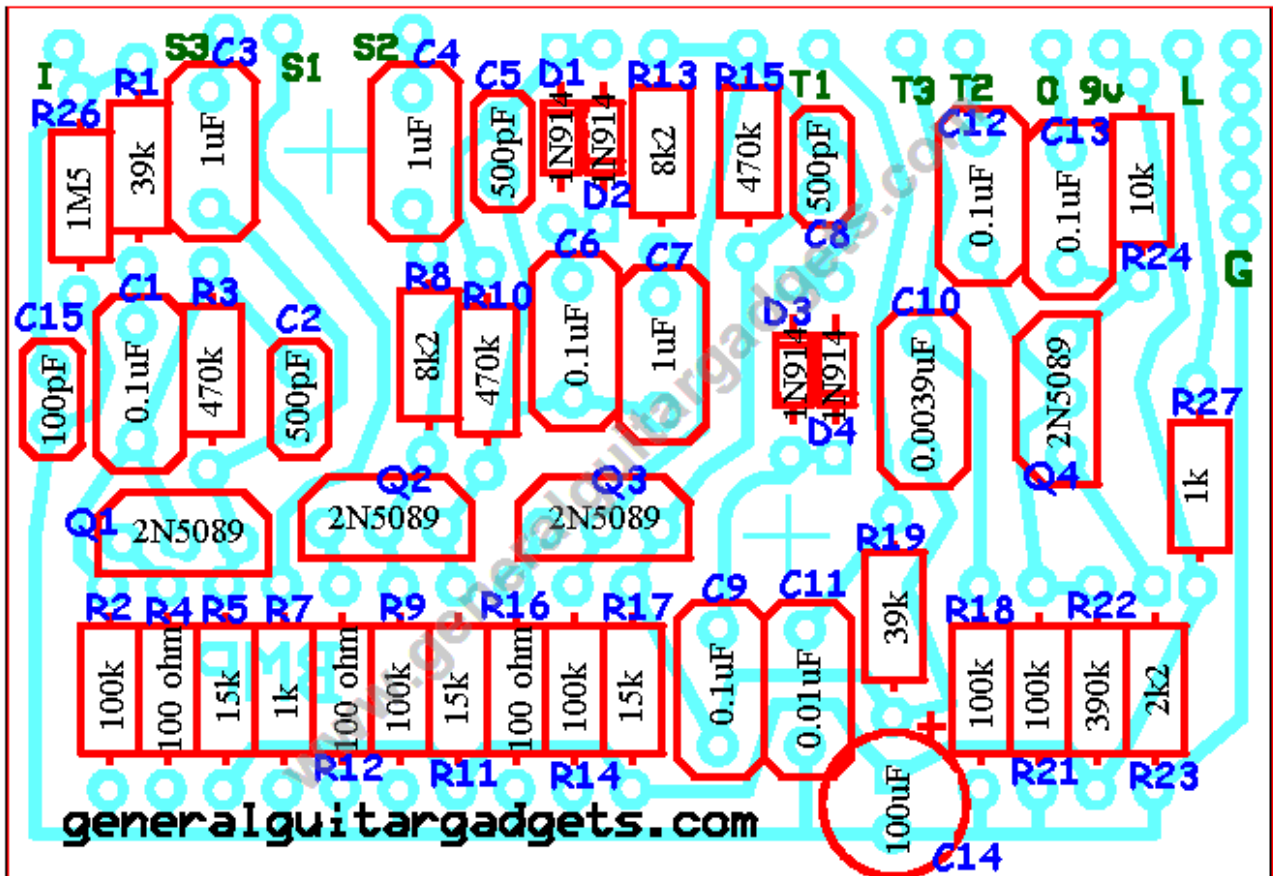 I
S3
C3
S1
S2
C4
C5
D1
R13
R15
T1
T3
T2
0
9v
L
R26
R1
C12
C13
1M5
39k
1uF
1uF
500pF
1N914
1N914
8k2
470k
500pF
0.1uF
0.1uF
10k
D2
C8
R24
G
C15
C1
R3
C2
R8
R10
C6
C7
D3
C10
100pF
0.1uF
470k
500pF
8k2
470k
0.1uF
1uF
1N914
1N914
0.0039uF
2N5089
R27
1k
D4
Q4
Q1
2N5089
Q2
2N5089
Q3
2N5089
R19
39k
R2
R4
R5
R7
R9
R16
R17
C9
C11
R18
R22
100k
100 ohm
15k
1k
100 ohm
100k
15k
100 ohm
100k
15k
0.1uF
0.01uF
100k
100k
390k
2k2
BMP
R12
R11
R14
+
R21
R23
100uF
C14
generalguitargadgets.com
www.generalguitargadgets.com